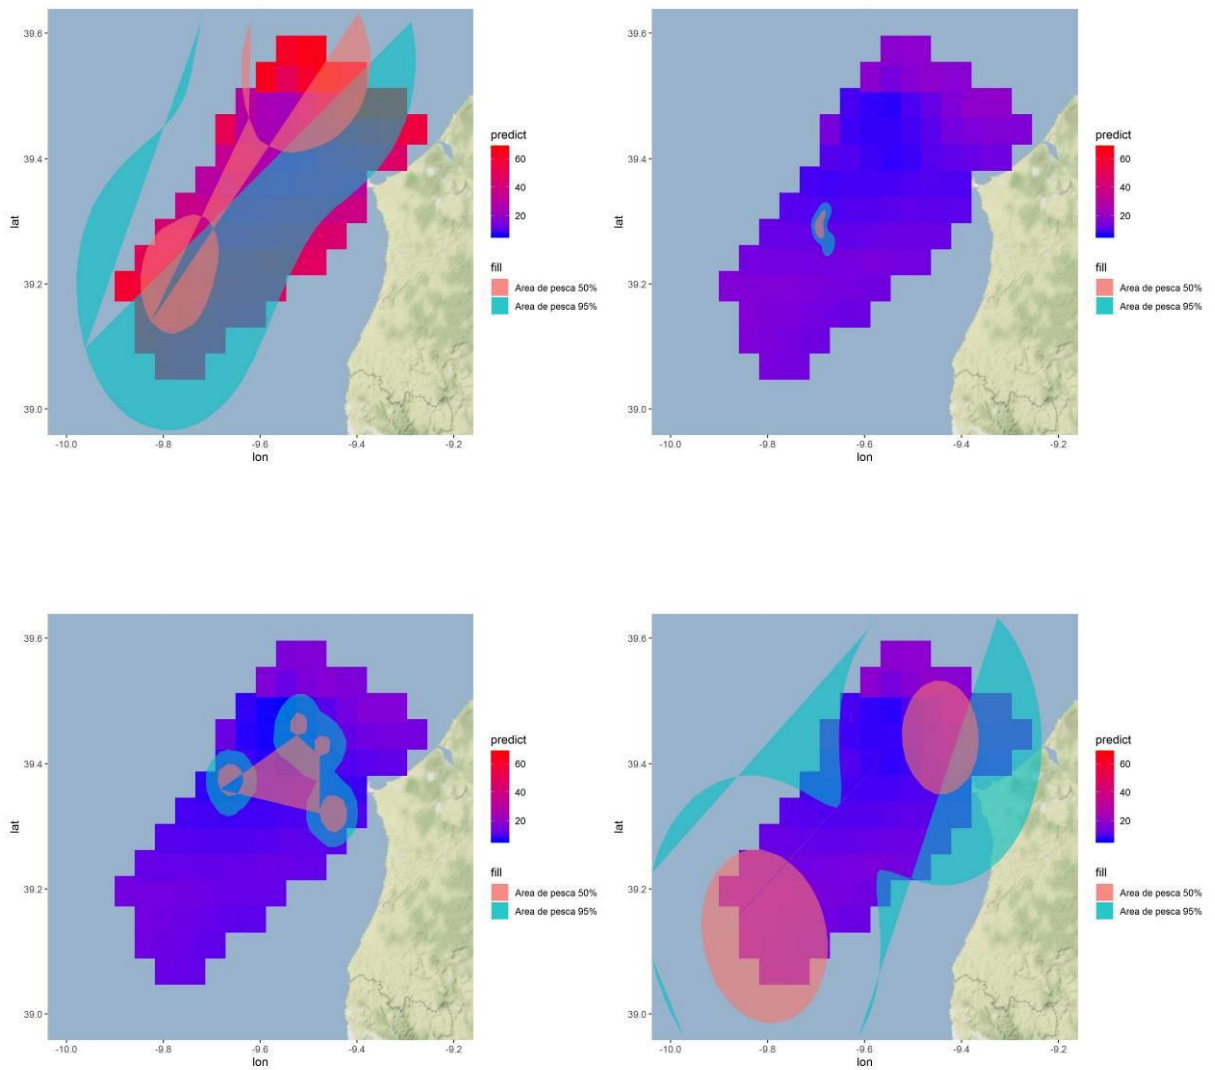 39.6
39.4
39.2
39.0
lat
-10.0 -9.8 -9.6 -9.4 -9.2
lon
predict
60
40
20
fill
Area de pesca 50%
Area de pesca 95%
39.6
39.4
39.2
39.0
lat
-10.0 -9.8 -9.6 -9.4 -9.2
lon
predict
60
40
20
fill
Area de pesca 50%
Area de pesca 95%
39.6
39.4
39.2
39.0
lat
-10.0 -9.8 -9.6 -9.4 -9.2
lon
predict
60
40
20
fill
Area de pesca 50%
Area de pesca 95%
39.6
39.4
39.2
39.0
lat
-10.0 -9.8 -9.6 -9.4 -9.2
lon
predict
60
40
20
fill
Area de pesca 50%
Area de pesca 95%